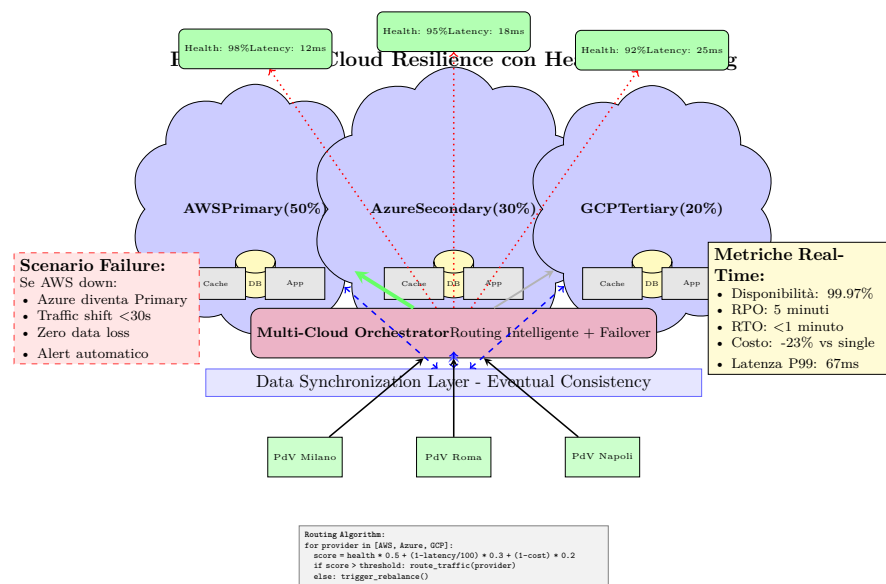 Health: 98%Latency: 12ms
Health: 95%Latency: 18ms
Health: 92%Latency: 25ms
Cloud Resilience con
AWSPrimary(50%)
AzureSecondary(30%)
GCPTertiary(20%)
Cache
DB
App
Cache
DB
App
Cache
DB
App
Scenario Failure:
Se AWS down:
• Azure diventa Primary
• Traffic shift <30s
• Zero data loss
• Alert automatico
Metriche Real-
Time:
• Disponibilità: 99.97%
• RPO: 5 minuti
• RTO: <1 minuto
• Costo: -23% vs single
• Latenza P99: 67ms
Multi-Cloud OrchestratorRouting Intelligente + Failover
Data Synchronization Layer - Eventual Consistency
PdV Milano
PdV Roma
PdV Napoli
Routing Algorithm:
for provider in [AWS, Azure, GCP]:
score = health * 0.5 + (1-latency/100) * 0.3 + (1-cost) * 0.2
if score > threshold: route_traffic(provider)
else: trigger_rebalance()